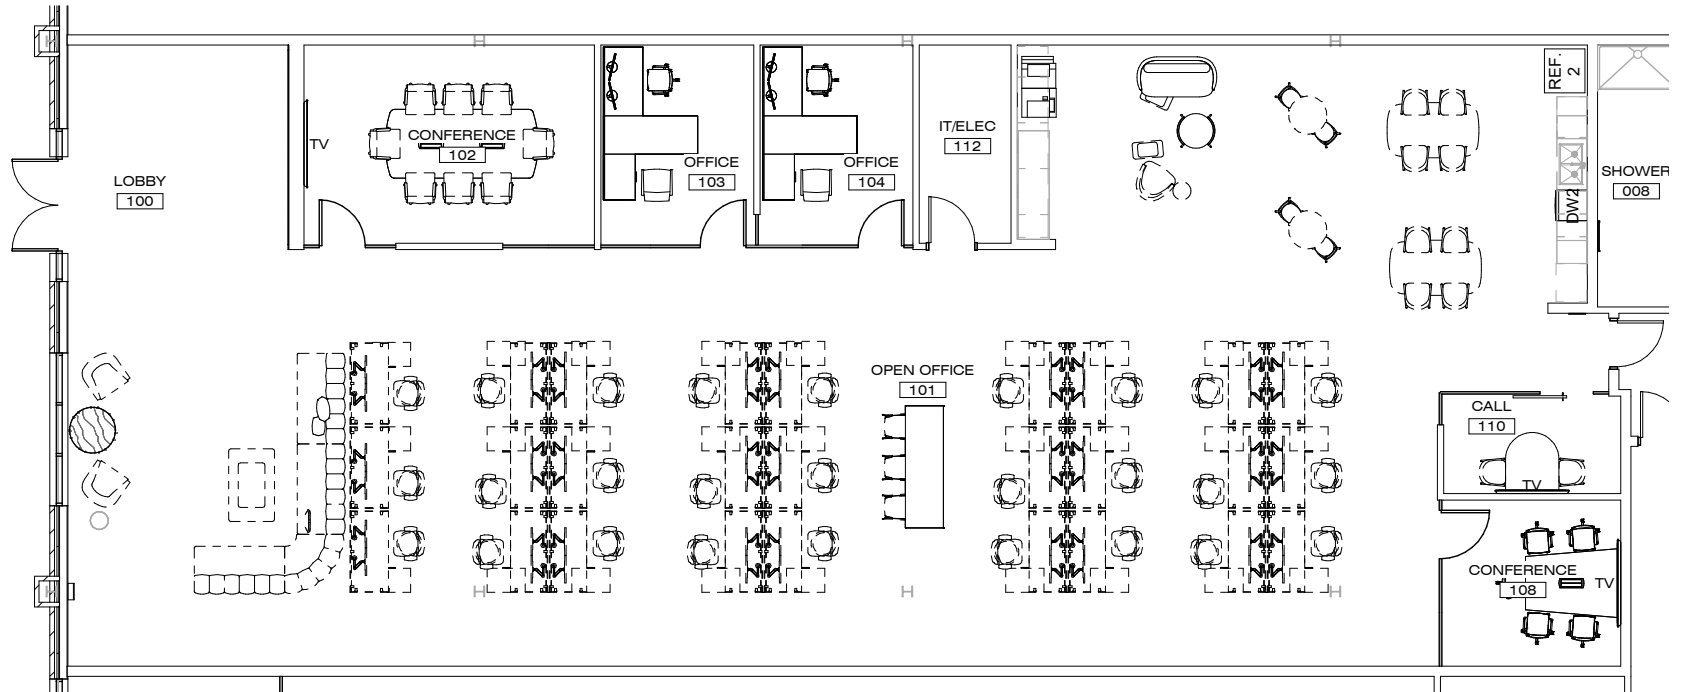 LOBBY
100
TV
CONFERENCE
102
OFFICE
103
OFFICE
104
IT/ELEC
112
REF.
2
DW2
SHOWER
008
OPEN OFFICE
101
CALL
110
TV
CONFERENCE
108
TV